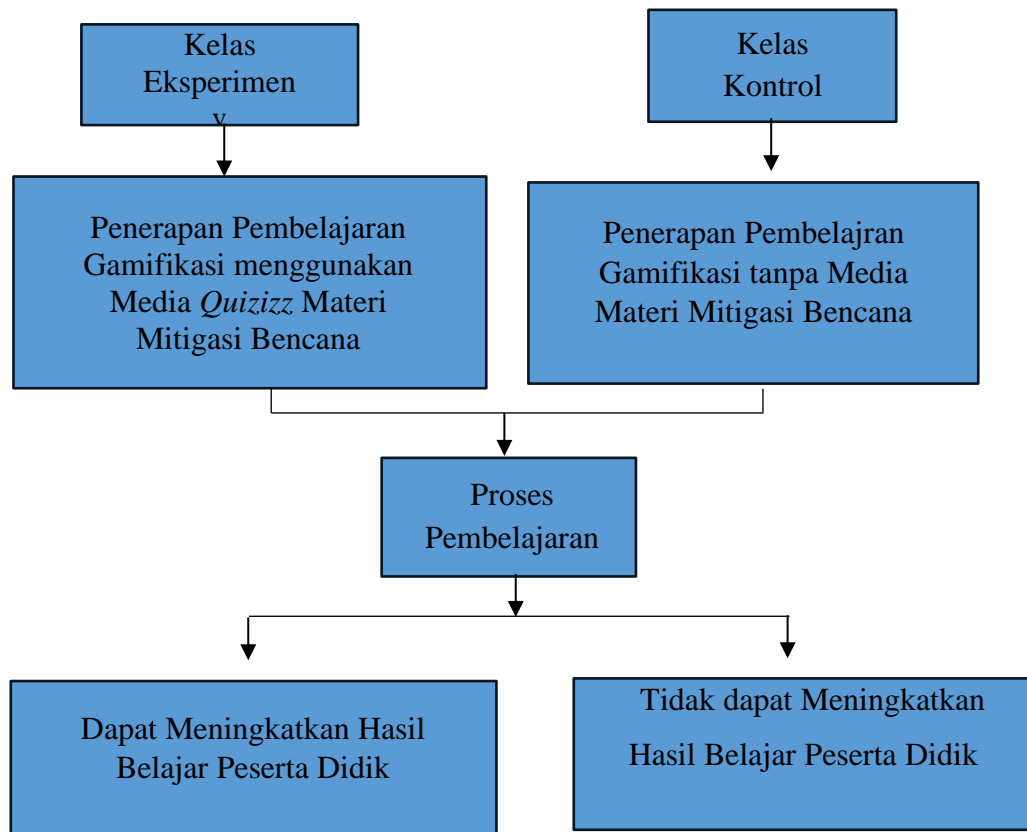 Kelas
Eksperimen
y
Kelas
Kontrol
Penerapan Pembelajaran
Gamifikasi menggunakan
Media Quizizz Materi
Mitigasi Bencana
Penerapan Pembelajran
Gamifikasi tanpa Media
Materi Mitigasi Bencana
Proses
Pembelajaran
Dapat Meningkatkan Hasil
Belajar Peserta Didik
Tidak dapat Meningkatkan
Hasil Belajar Peserta Didik